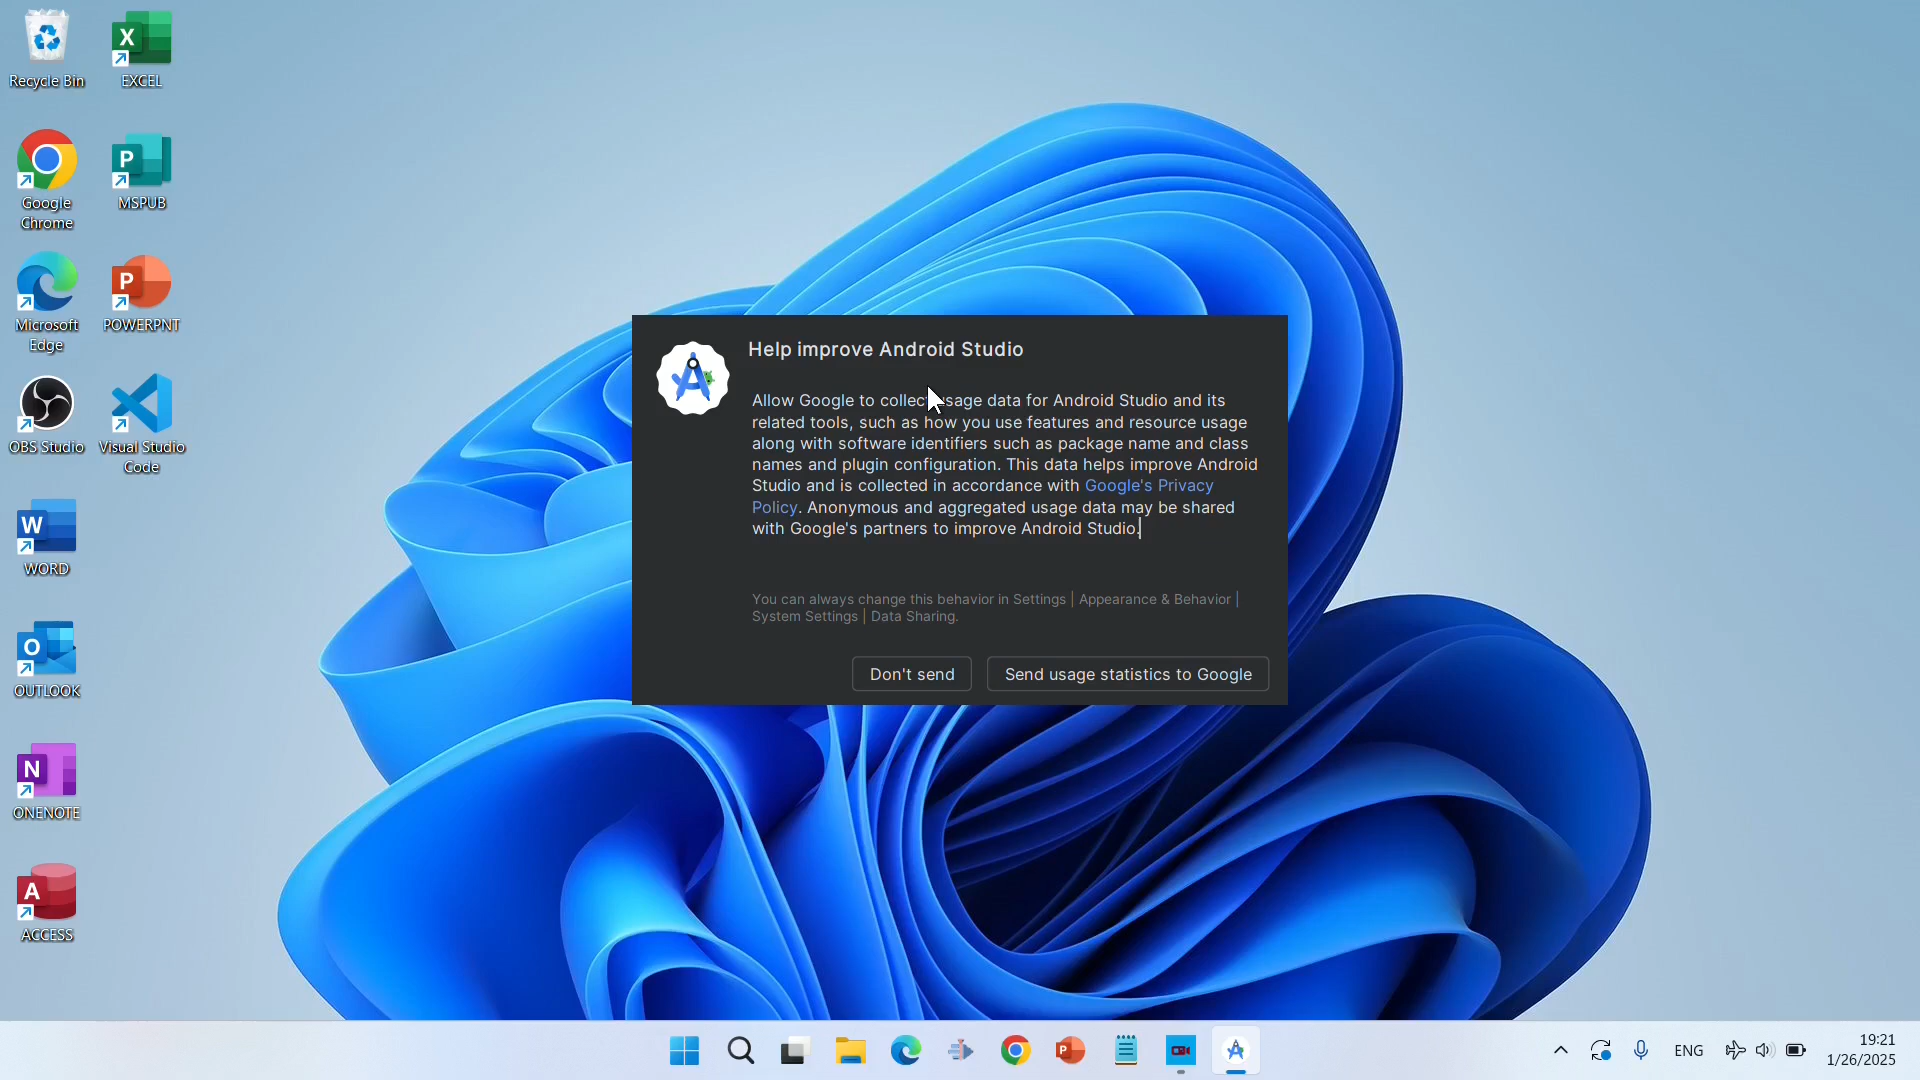 Recycle Bin
EXCEL
Google
Chrome
MSPUB
Microsoft
Edge
POWERPNT
OBS Studio
Visual Studio
Code
WORD
OUTLOOK
ONENOTE
ACCESS
Help improve Android Studio
Allow Google to collect usage data for Android Studio and its
related tools, such as how you use features and resource usage
along with software identifiers such as package name and class
names and plugin configuration. This data helps improve Android
Studio and is collected in accordance with Google's Privacy
Policy. Anonymous and aggregated usage data may be shared
with Google's partners to improve Android Studio.
You can always change this behavior in Settings | Appearance & Behavior |
System Settings | Data Sharing.
Don't send
Send usage statistics to Google
ENG
19:21
1/26/2025